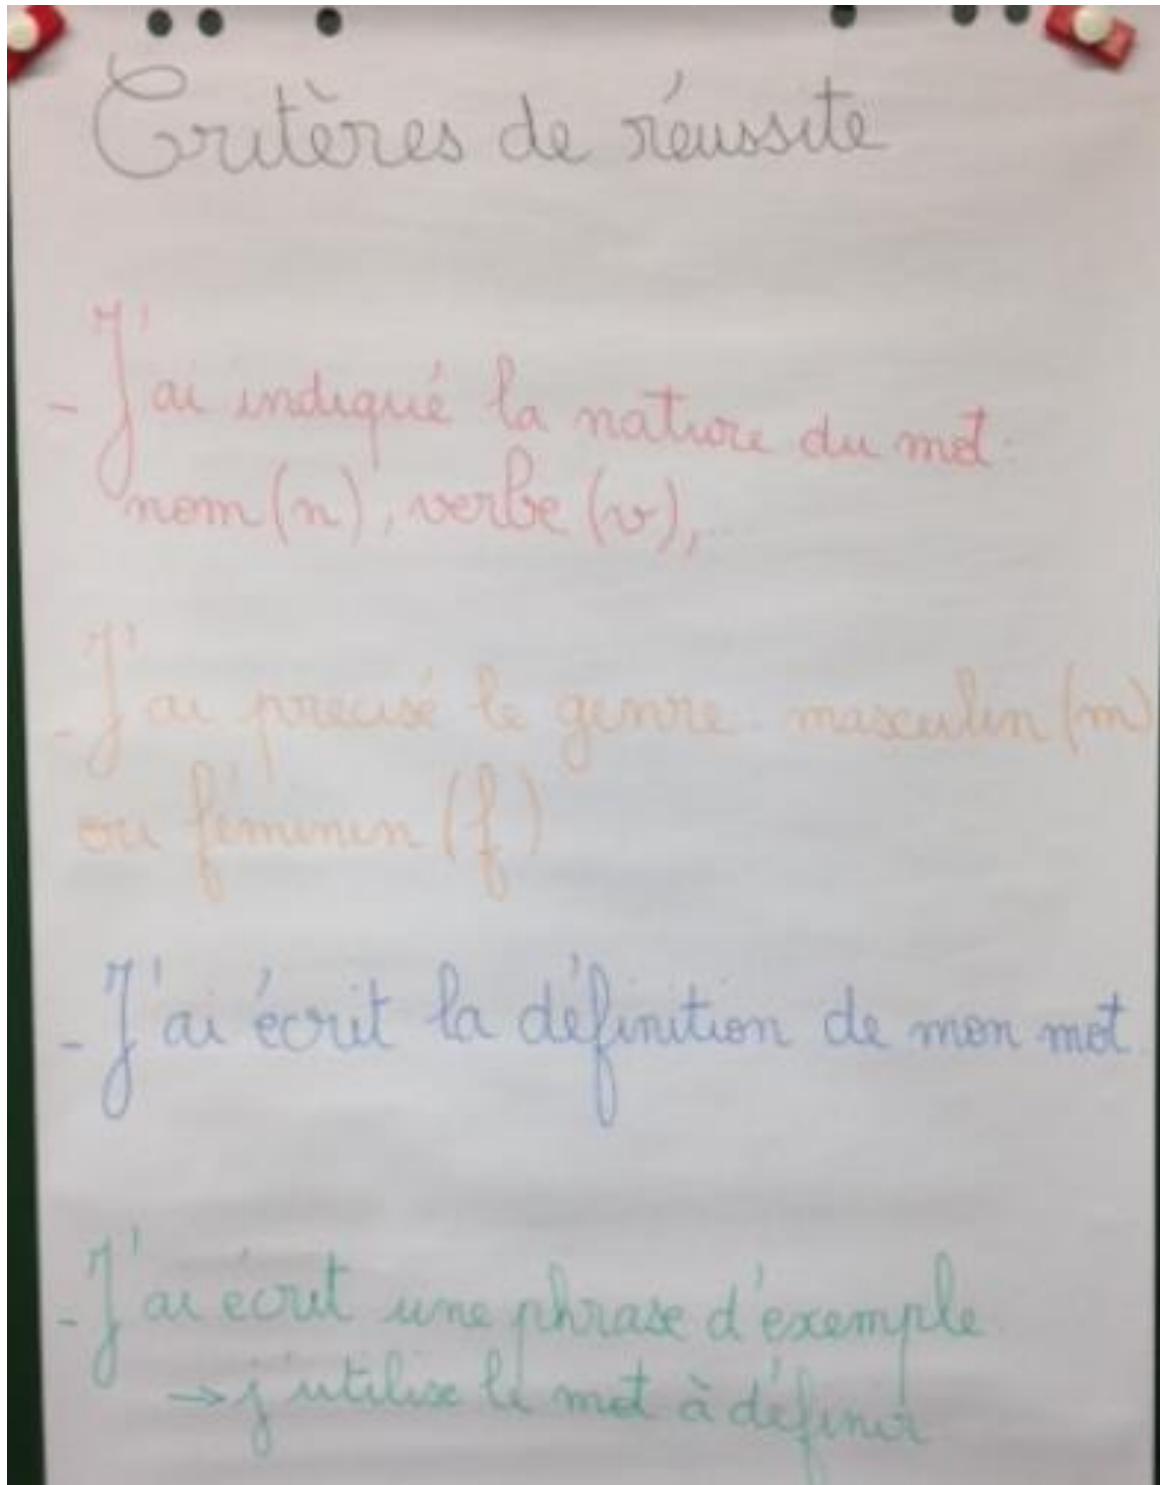 Critères de réussite
- J'ai indiqué la nature du mot :
nom (n), verbe (v), ...
- J'ai précisé le genre : masculin (m)
ou féminin (f)
- J'ai écrit la définition de mon mot.
- J'ai écrit une phrase d'exemple
→ j'utilise le mot à définir